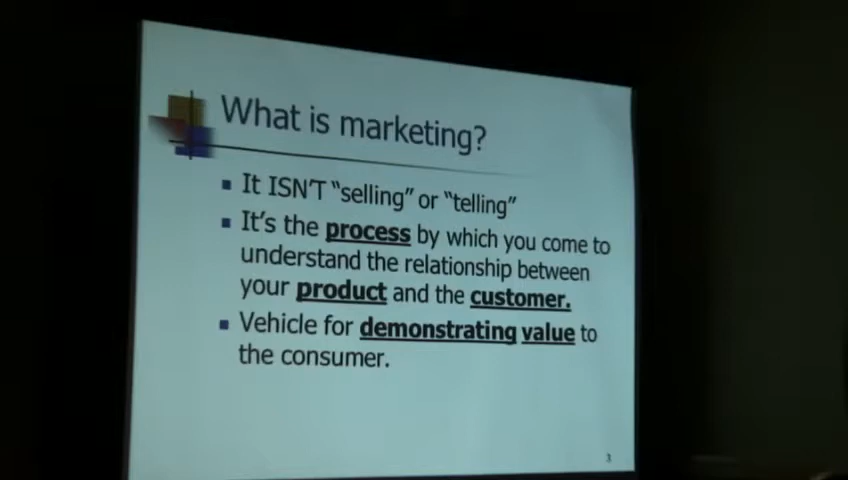 What is marketing?
It ISN'T "selling" or "telling"
It's the process by which you come to
understand the relationship between
your product and the customer.
Vehicle for demonstrating value to
the consumer.
3